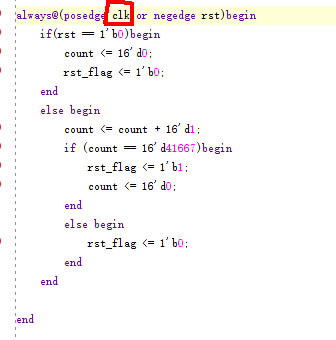 always@(posedge clk or negedge rst)begin
if(rst == 1'b0)begin
count <= 16'd0;
rst_flag <= 1'b0;
end
else begin
count <= count + 16'd1;
if (count == 16'd41667)begin
rst_flag <= 1'b1;
count <= 16'd0;
end
else begin
rst_flag <= 1'b0;
end
end
end